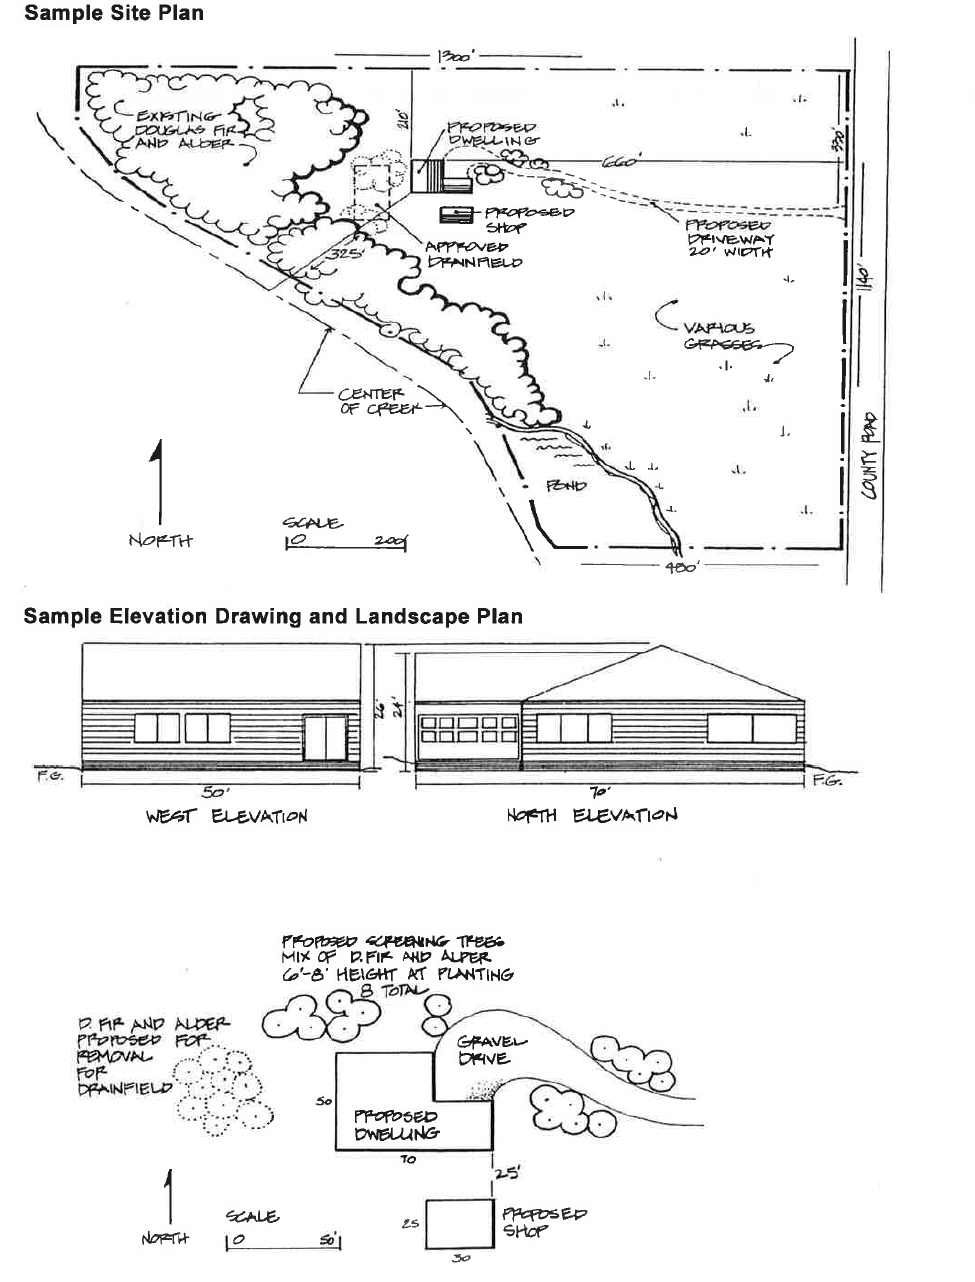 Sample Site Plan
1300'
EXISTING
DOUGLAS FIR
AND ALDER
210'
PROPOSED
DWELLING
660'
330'
PROPOSED
SHOP
PROPOSED
DRIVEWAY
20' WIDTH
APPROVED
DRAINFIELD
325'
1140'
VARIOUS
GRASSES
CENTER
OF CREEK
COUNTY ROAD
POND
NORTH
SCALE
0 200'
480'
Sample Elevation Drawing and Landscape Plan
26'
24'
F.G.
50'
WEST ELEVATION
70'
F.G.
NORTH ELEVATION
PROPOSED SCREENING TREES
MIX OF D.FIR AND ALDER
6'-8' HEIGHT AT PLANTING
8 TOTAL
D. FIR AND ALDER
PROPOSED FOR
REMOVAL
FOR
DRAINFIELD
GRAVEL
DRIVE
50
PROPOSED
DWELLING
70
25'
25
PROPOSED
SHOP
30
NORTH
SCALE
0 50'